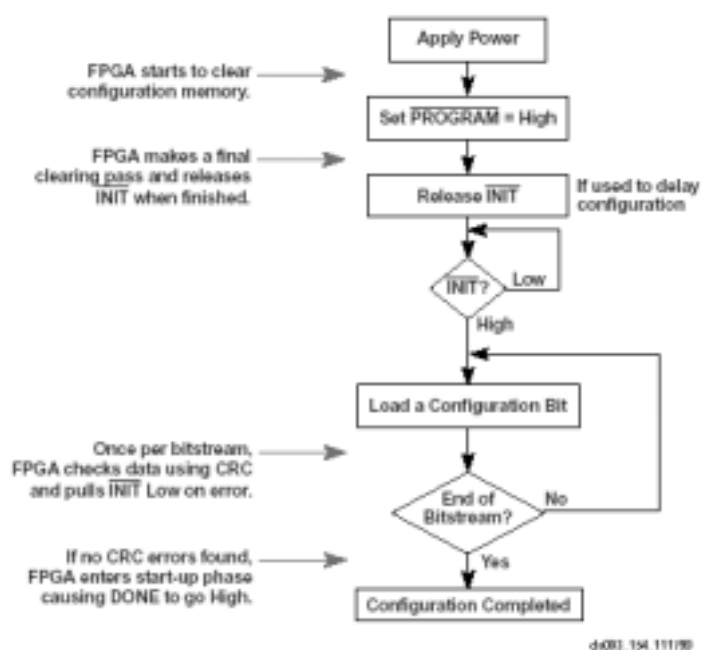 Apply Power
FPGA starts to clear
configuration memory.
Set PROGRAM = High
FPGA makes a final
clearing pass and releases
INIT when finished.
Release INIT
If used to delay
configuration
INIT?
Low
High
Load a Configuration Bit
Once per bitstream,
FPGA checks data using CRC
and pulls INIT Low on error.
End of
Bitstream?
No
Yes
If no CRC errors found,
FPGA enters start-up phase
causing DONE to go High.
Configuration Completed